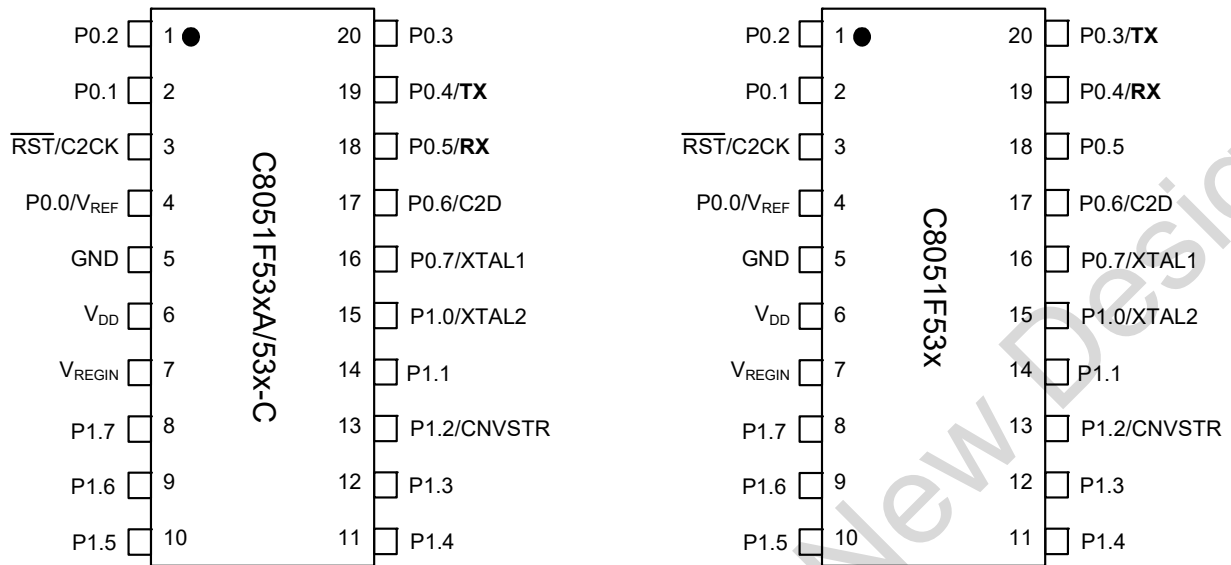 P0.2 1 20 P0.3
P0.1 2 19 P0.4/TX
RST/C2CK 3 18 P0.5/RX
P0.0/VREF 4 17 P0.6/C2D
GND 5 16 P0.7/XTAL1
VDD 6 15 P1.0/XTAL2
VREGIN 7 14 P1.1
P1.7 8 13 P1.2/CNVSTR
P1.6 9 12 P1.3
P1.5 10 11 P1.4
C8051F53xA/53x-C
P0.2 1 20 P0.3/TX
P0.1 2 19 P0.4/RX
RST/C2CK 3 18 P0.5
P0.0/VREF 4 17 P0.6/C2D
GND 5 16 P0.7/XTAL1
VDD 6 15 P1.0/XTAL2
VREGIN 7 14 P1.1
P1.7 8 13 P1.2/CNVSTR
P1.6 9 12 P1.3
P1.5 10 11 P1.4
C8051F53x
New Desig